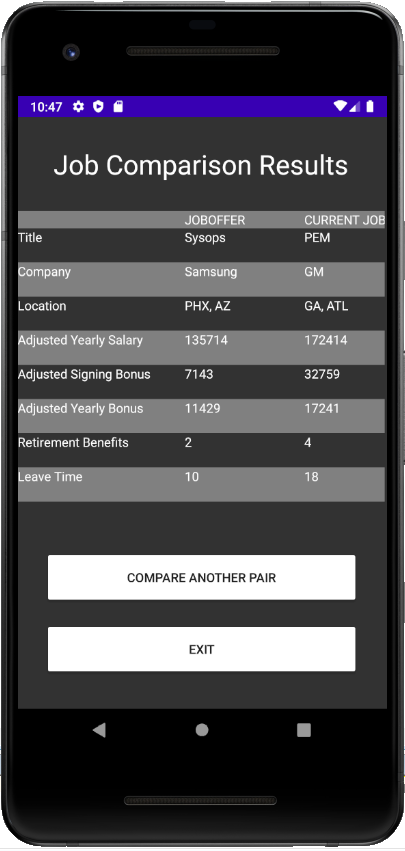 10:47
Job Comparison Results
JOBOFFER CURRENT JOB
Title Sysops PEM
Company Samsung GM
Location PHX, AZ GA, ATL
Adjusted Yearly Salary 135714 172414
Adjusted Signing Bonus 7143 32759
Adjusted Yearly Bonus 11429 17241
Retirement Benefits 2 4
Leave Time 10 18
COMPARE ANOTHER PAIR
EXIT